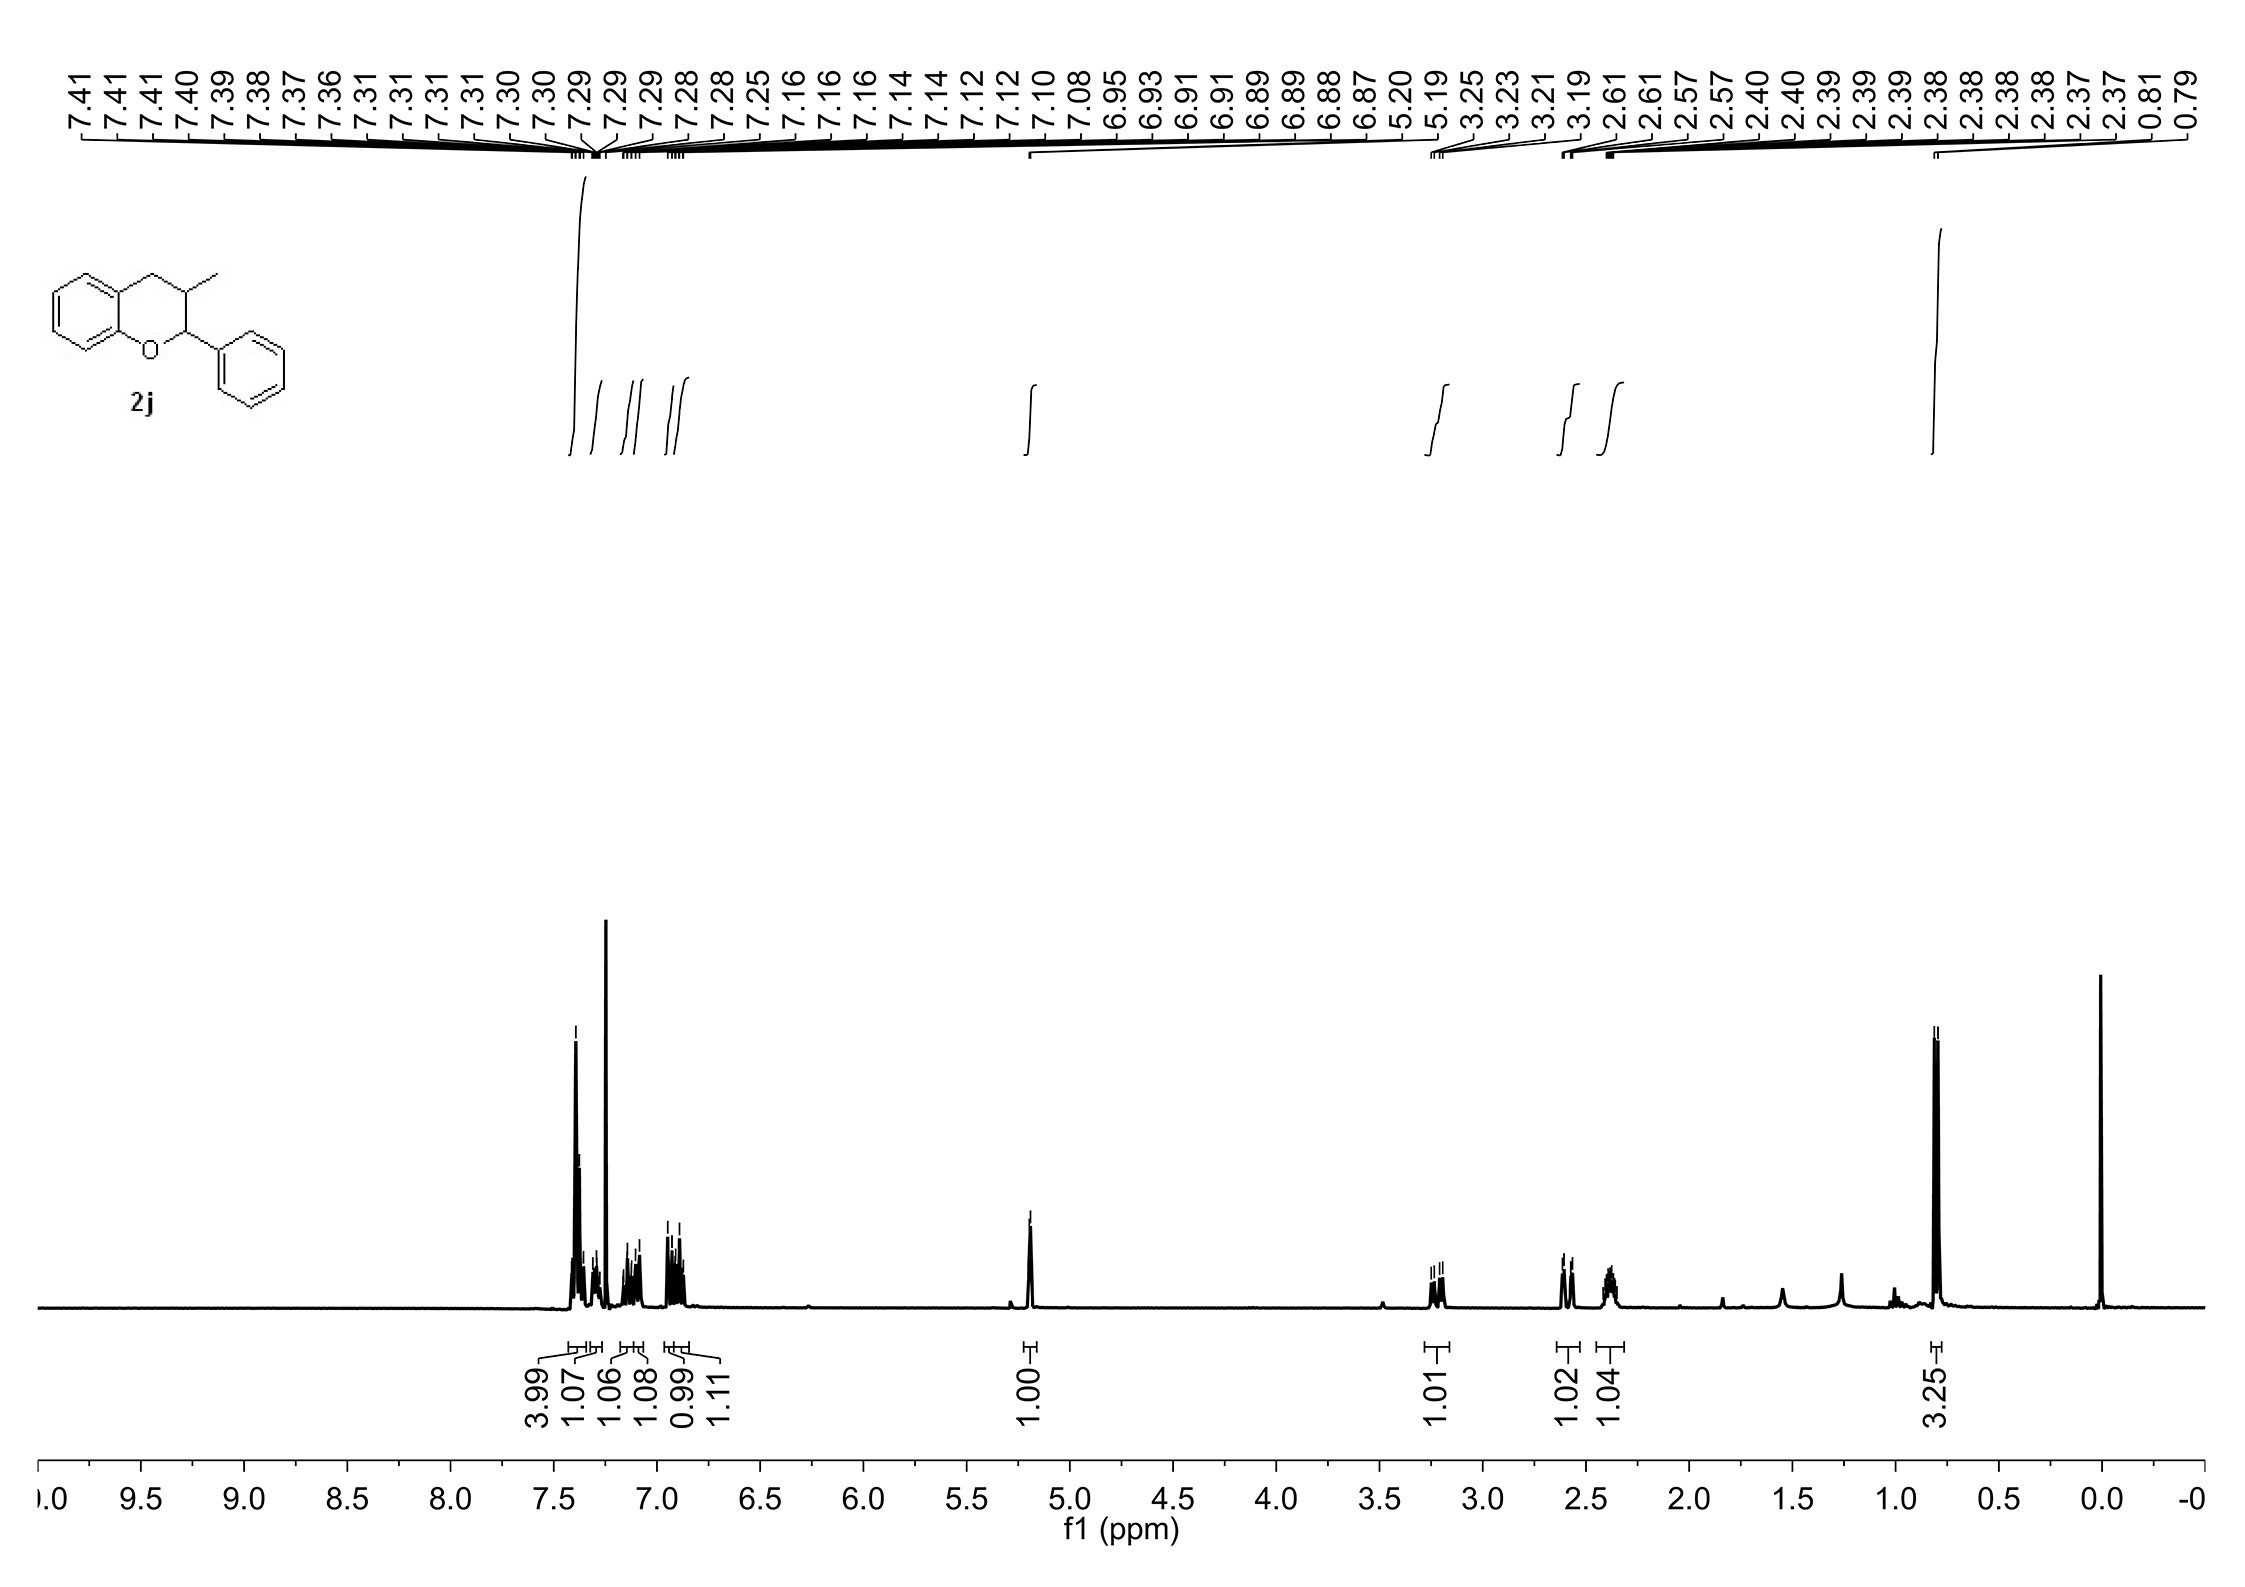 7.41 7.41 7.41 7.40 7.39 7.38 7.37 7.36 7.31 7.31 7.31 7.31 7.30 7.30 7.29 7.29 7.29 7.28 7.28 7.25 7.16 7.16 7.16 7.14 7.14 7.12 7.12 7.10 7.08 6.95 6.93 6.91 6.91 6.89 6.89 6.88 6.87 5.20 5.19 3.25 3.23 3.21 3.19 2.61 2.61 2.57 2.57 2.40 2.40 2.39 2.39 2.39 2.38 2.38 2.38 2.38 2.37 2.37 0.81 0.79
O
2j
3.99 1.07 1.06 1.08 0.99 1.11 1.00 1.01 1.02 1.04 3.25
).0 9.5 9.0 8.5 8.0 7.5 7.0 6.5 6.0 5.5 5.0 4.5 4.0 3.5 3.0 2.5 2.0 1.5 1.0 0.5 0.0 -0
f1 (ppm)